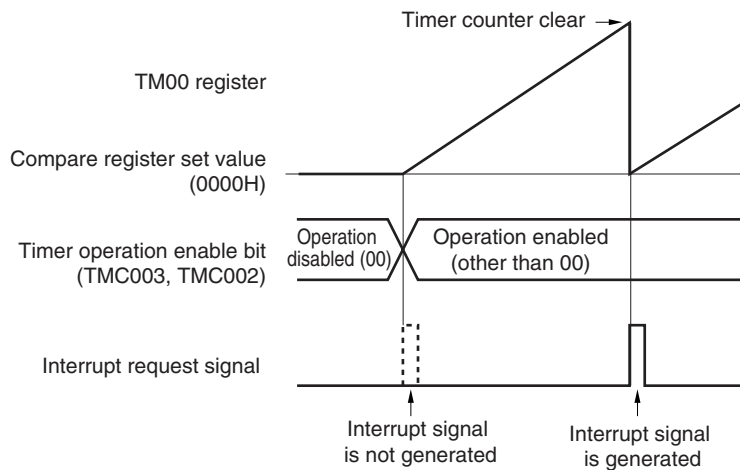 Timer counter clear
TM00 register
Compare register set value
(0000H)
Timer operation enable bit
(TMC003, TMC002)
Operation
disabled (00)
Operation enabled
(other than 00)
Interrupt request signal
Interrupt signal
is not generated
Interrupt signal
is generated